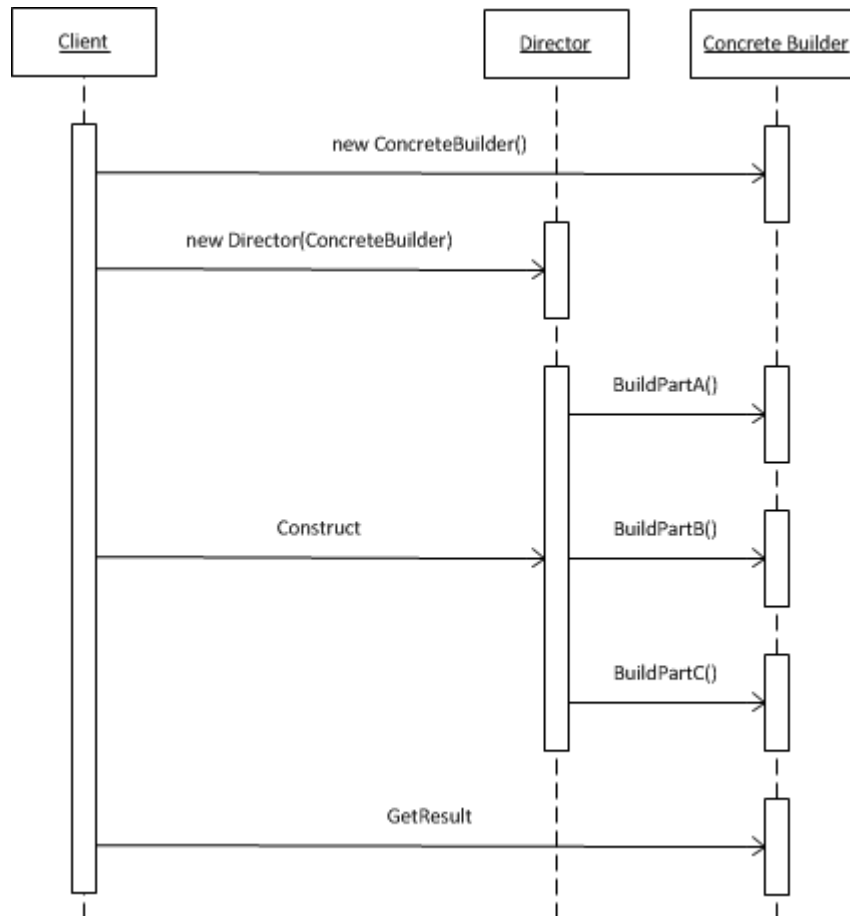 Client
Director
Concrete Builder
new ConcreteBuilder()
new Director(ConcreteBuilder)
BuildPartA()
Construct
BuildPartB()
BuildPartC()
GetResult